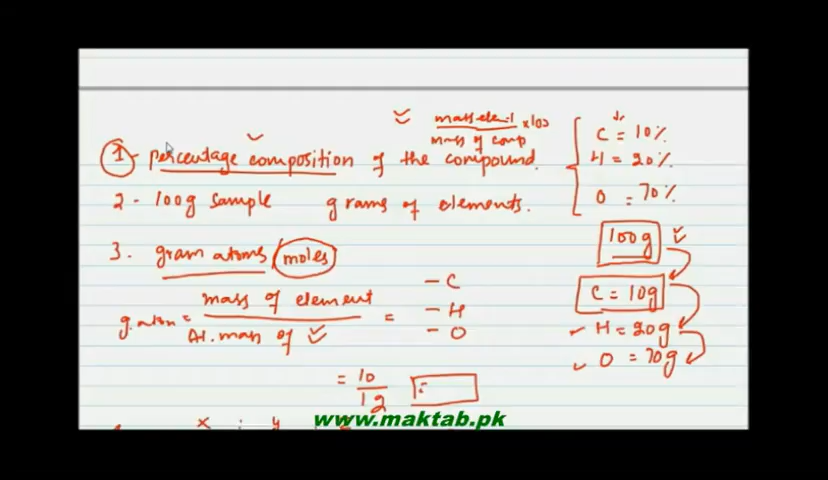 mass elemt x100
mass of comp
1- percentage composition of the compound.
2- 100g sample grams of elements.
3. gram atoms / moles
g.atom = mass of element =
At. mass of
- C
- H
- O
= 10
12
=
x : y
C = 10%
H = 20%
O = 70%
100g
C = 10g
H = 20g
O = 70g
www.maktab.pk